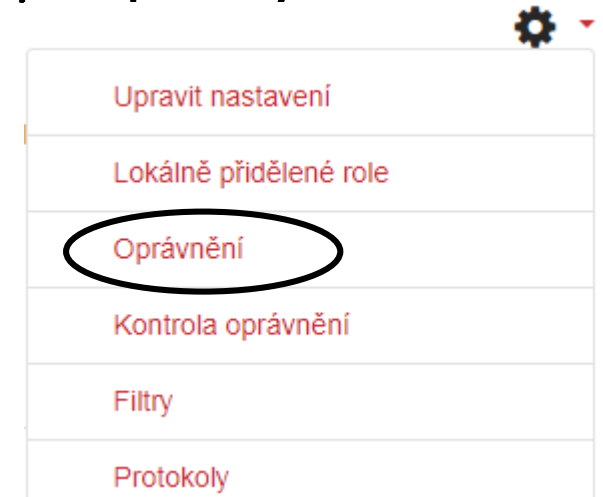 Upravit nastavení
Lokálně přidělené role
Oprávnění
Kontrola oprávnění
Filtry
Protokoly